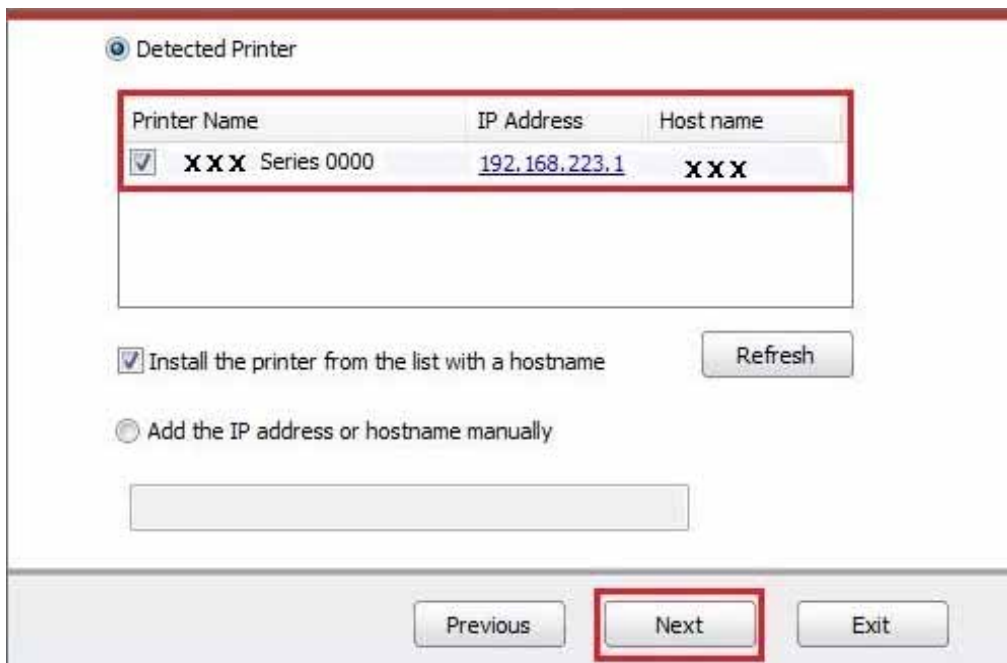 Detected Printer
Printer Name IP Address Host name
XXX Series 0000 192.168.223.1 XXX
Install the printer from the list with a hostname Refresh
Add the IP address or hostname manually
Previous Next Exit